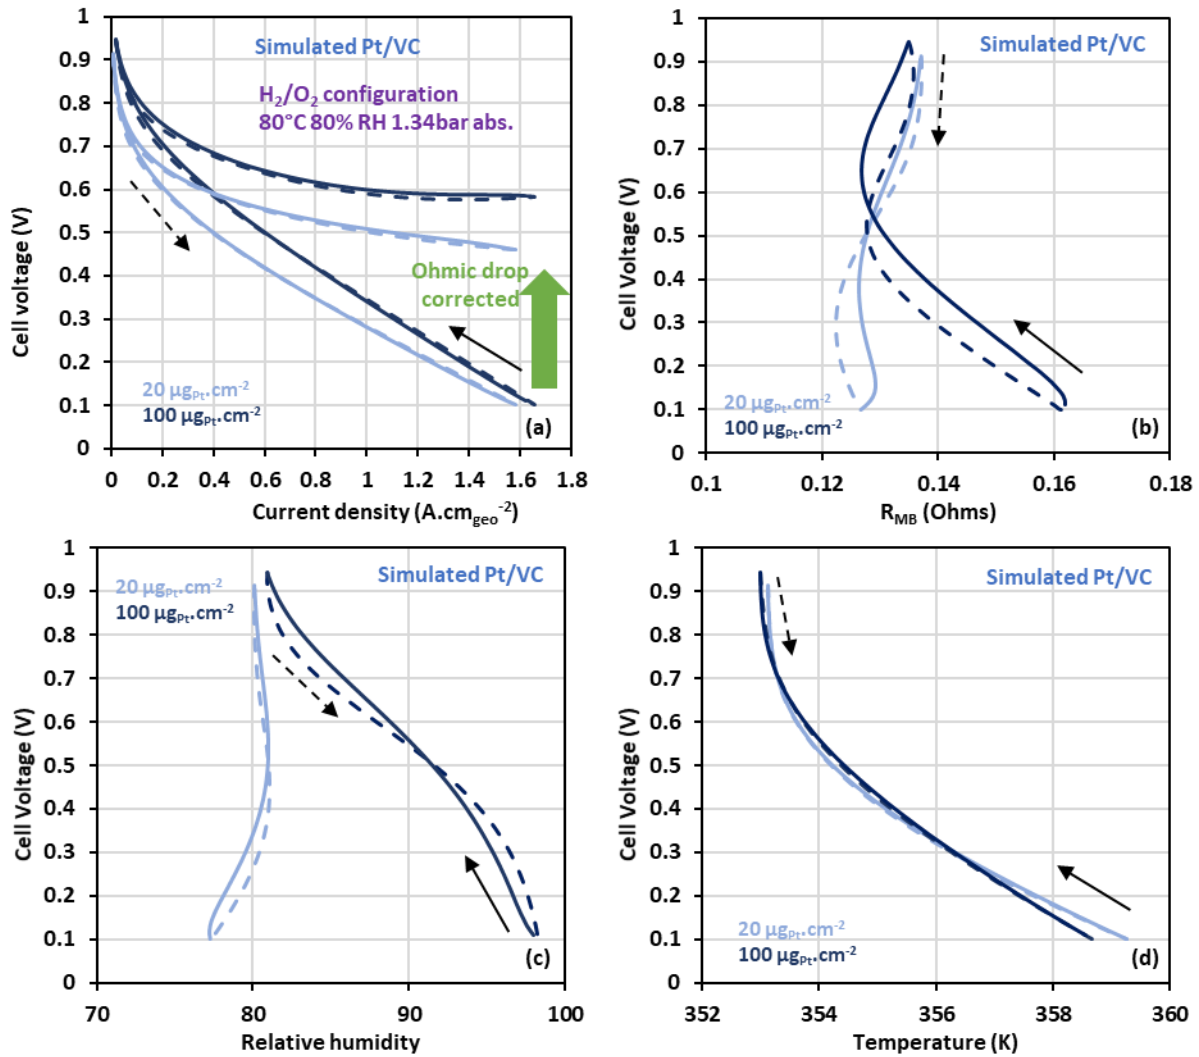 1
0.9
0.8
0.7
0.6
0.5
0.4
0.3
0.2
0.1
0
Cell voltage (V)
Simulated Pt/VC
H₂/O₂ configuration
80°C 80% RH 1.34bar abs.
Ohmic drop
corrected
20 µgPt.cm⁻²
100 µgPt.cm⁻²
(a)
0 0.2 0.4 0.6 0.8 1 1.2 1.4 1.6 1.8
Current density (A.cmgeo⁻²)
1
0.9
0.8
0.7
0.6
0.5
0.4
0.3
0.2
0.1
0
Cell Voltage (V)
Simulated Pt/VC
20 µgPt.cm⁻²
100 µgPt.cm⁻²
(b)
0.1 0.12 0.14 0.16 0.18
RMB (Ohms)
1
0.9
0.8
0.7
0.6
0.5
0.4
0.3
0.2
0.1
0
Cell Voltage (V)
20 µgPt.cm⁻²
100 µgPt.cm⁻²
Simulated Pt/VC
(c)
70 80 90 100
Relative humidity
1
0.9
0.8
0.7
0.6
0.5
0.4
0.3
0.2
0.1
0
Cell Voltage (V)
Simulated Pt/VC
20 µgPt.cm⁻²
100 µgPt.cm⁻²
(d)
352 354 356 358 360
Temperature (K)